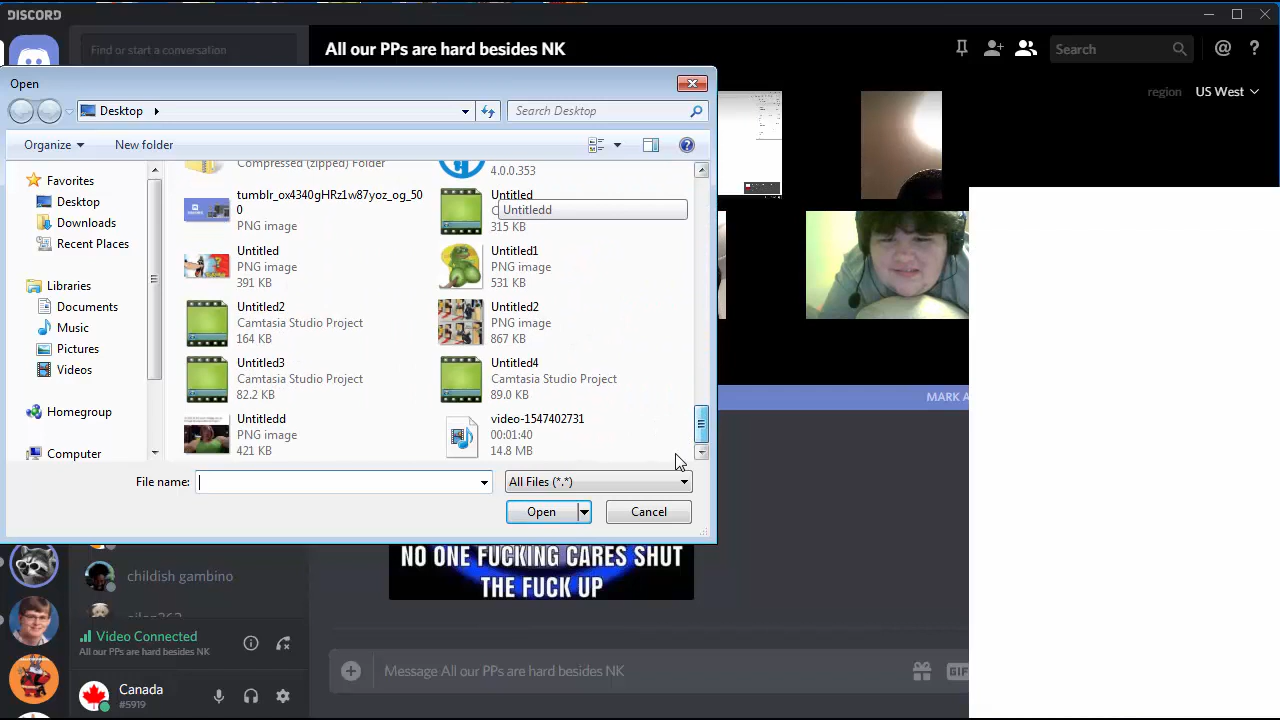 DISCORD
Find or start a conversation
All our PPs are hard besides NK
Search
region
US West
Open
Desktop
Search Desktop
Organize
New folder
Favorites
Desktop
Downloads
Recent Places
Libraries
Documents
Music
Pictures
Videos
Homegroup
Computer
Compressed (zipped) Folder
4.0.0.353
tumblr_ox4340gHRz1w87yoz_og_50
0
PNG image
Untitled
Untitledd
315 KB
Untitled
PNG image
391 KB
Untitled1
PNG image
531 KB
Untitled2
Camtasia Studio Project
164 KB
Untitled2
PNG image
867 KB
Untitled3
Camtasia Studio Project
82.2 KB
Untitled4
Camtasia Studio Project
89.0 KB
Untitledd
PNG image
421 KB
video-1547402731
00:01:40
14.8 MB
File name:
All Files (*.*)
Open
Cancel
MARK A
NO ONE FUCKING CARES SHUT
THE FUCK UP
childish gambino
Video Connected
All our PPs are hard besides NK
Canada
#5919
Message All our PPs are hard besides NK
GIF